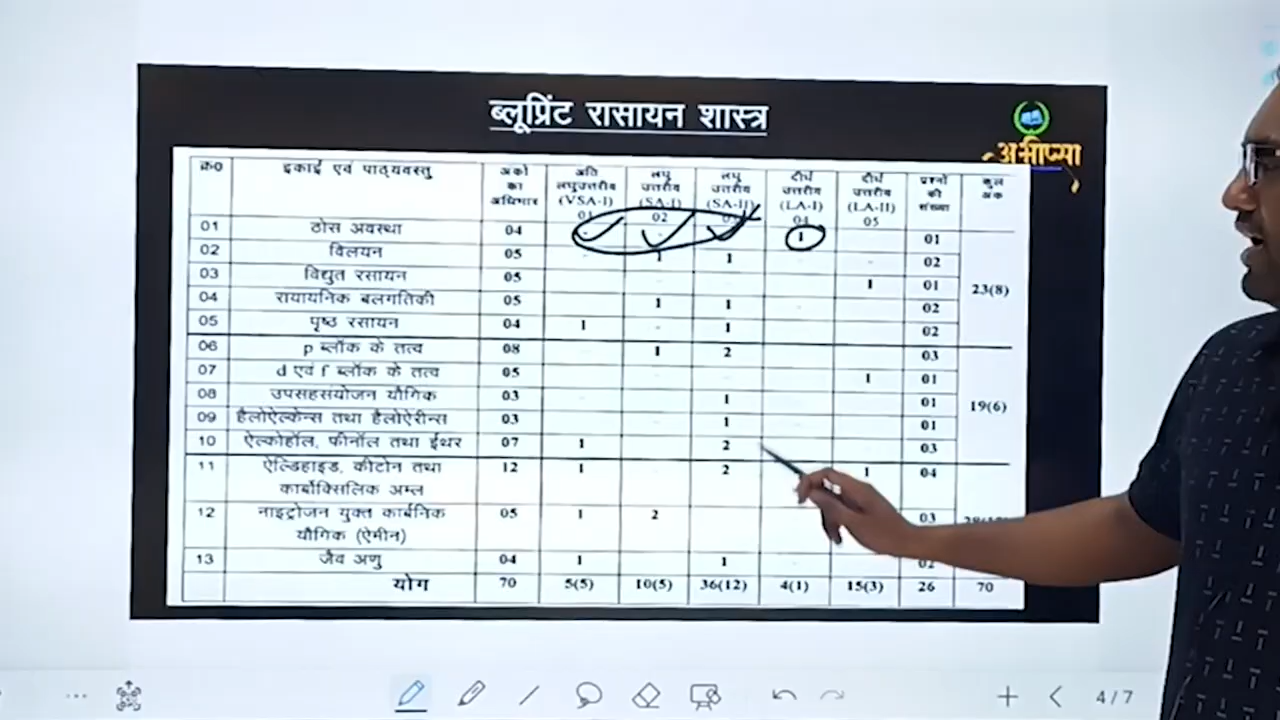 ब्लूप्रिंट रासायन शास्त्र
अभीप्सा
क्र0 इकाई एवं पाठ्यवस्तु अंको का अधिभार अति लघुउत्तरीय (VSA-I) 01 लघु उत्तरीय (SA-I) 02 लघु उत्तरीय (SA-II) दीर्घ उत्तरीय (LA-I) 04 दीर्घ उत्तरीय (LA-II) 05 प्रश्नों की संख्या कुल अंक
01 ठोस अवस्था 04 1 - 01
02 विलयन 05 - 1 1 - - 02
03 विद्युत रसायन 05 - - - - 1 01 23(8)
04 रायायनिक बलगतिकी 05 - 1 1 - - 02
05 पृष्ठ रसायन 04 1 - 1 - - 02
06 p ब्लॉक के तत्व 08 - 1 2 - - 03
07 d एवं f ब्लॉक के तत्व 05 - - - - 1 01
08 उपसहसंयोजन यौगिक 03 - - 1 - - 01 19(6)
09 हैलोऐल्केन्स तथा हैलोऐरीन्स 03 - - 1 - - 01
10 ऐल्कोहॉल, फीनॉल तथा ईथर 07 1 - 2 - 03
11 ऐल्डिहाइड, कीटोन तथा कार्बोक्सिलिक अम्ल 12 1 - 2 1 04
12 नाइट्रोजन युक्त कार्बनिक यौगिक (ऐमीन) 05 1 2 03
13 जैव अणु 04 1 - 1 - 02
योग 70 5(5) 10(5) 36(12) 4(1) 15(3) 26 70
4/7